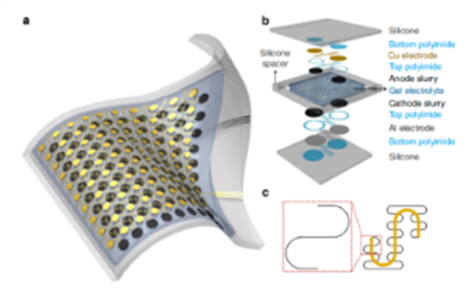 a
b
Silicone
Bottom polyimide
Cu electrode
Top polyimide
Anode slurry
Gel electrolyte
Cathode slurry
Top polyimide
Al electrode
Bottom polyimide
Silicone
Silicone
spacer
c